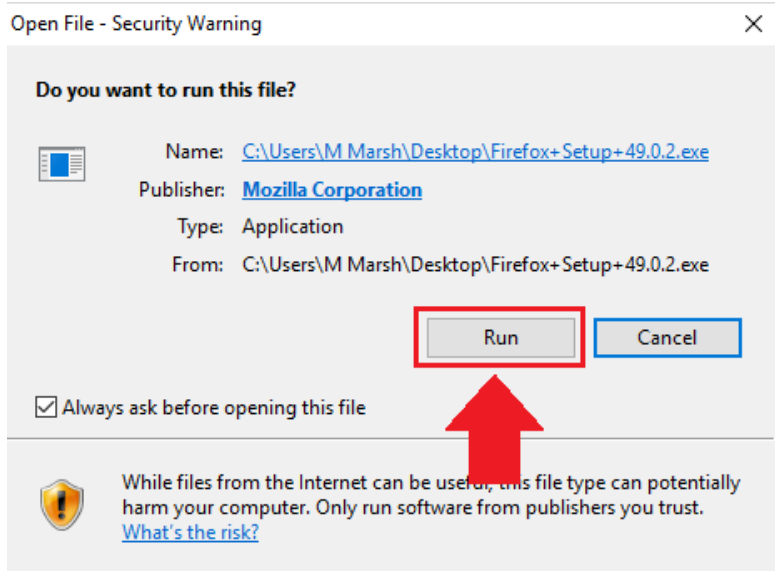 Open File - Security Warning
Do you want to run this file?
Name: C:\Users\M Marsh\Desktop\Firefox+Setup+49.0.2.exe
Publisher: Mozilla Corporation
Type: Application
From: C:\Users\M Marsh\Desktop\Firefox+Setup+49.0.2.exe
Run Cancel
Always ask before opening this file
While files from the Internet can be useful, this file type can potentially
harm your computer. Only run software from publishers you trust.
What's the risk?